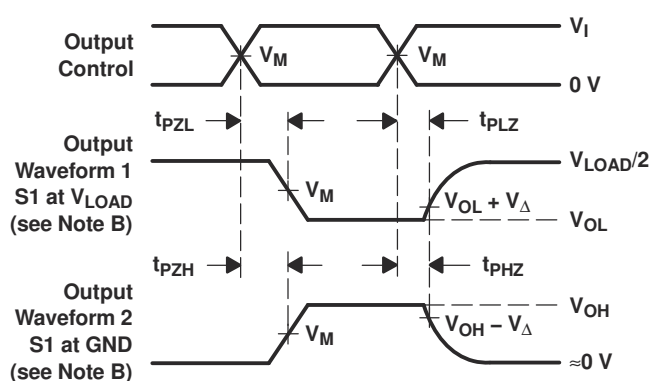 Output
Control
V_I
V_M
V_M
0 V
t_PZL
t_PLZ
Output
Waveform 1
S1 at V_LOAD
(see Note B)
V_LOAD/2
V_M
V_OL + V_Δ
V_OL
t_PZH
t_PHZ
Output
Waveform 2
S1 at GND
(see Note B)
V_OH
V_M
V_OH − V_Δ
≈0 V